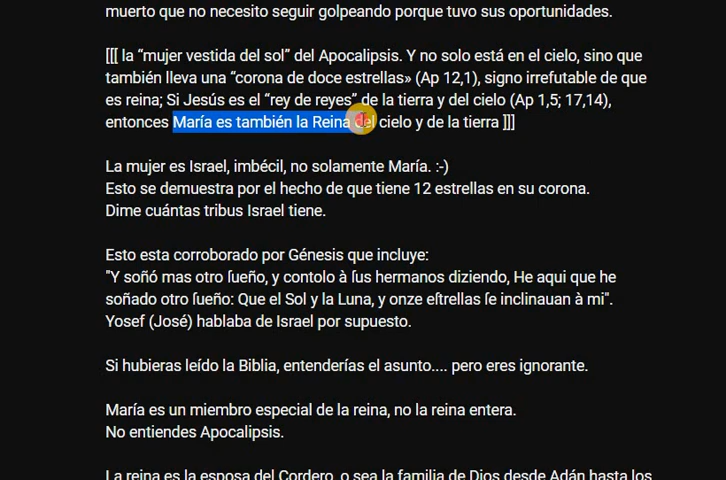 muerto que no necesito seguir golpeando porque tuvo sus oportunidades.
[[[ la “mujer vestida del sol” del Apocalipsis. Y no solo está en el cielo, sino que
también lleva una “corona de doce estrellas» (Ap 12,1), signo irrefutable de que
es reina; Si Jesús es el “rey de reyes” de la tierra y del cielo (Ap 1,5; 17,14),
entonces María es también la Reina del cielo y de la tierra ]]]
La mujer es Israel, imbécil, no solamente María. :-)
Esto se demuestra por el hecho de que tiene 12 estrellas en su corona.
Dime cuántas tribus Israel tiene.
Esto esta corroborado por Génesis que incluye:
"Y soñó mas otro ſueño, y contolo à ſus hermanos diziendo, He aqui que he
soñado otro ſueño: Que el Sol y la Luna, y onze eſtrellas ſe inclinauan à mi".
Yosef (José) hablaba de Israel por supuesto.
Si hubieras leído la Biblia, entenderías el asunto.... pero eres ignorante.
María es un miembro especial de la reina, no la reina entera.
No entiendes Apocalipsis.
La reina es la esposa del Cordero, o sea la familia de Dios desde Adán hasta los